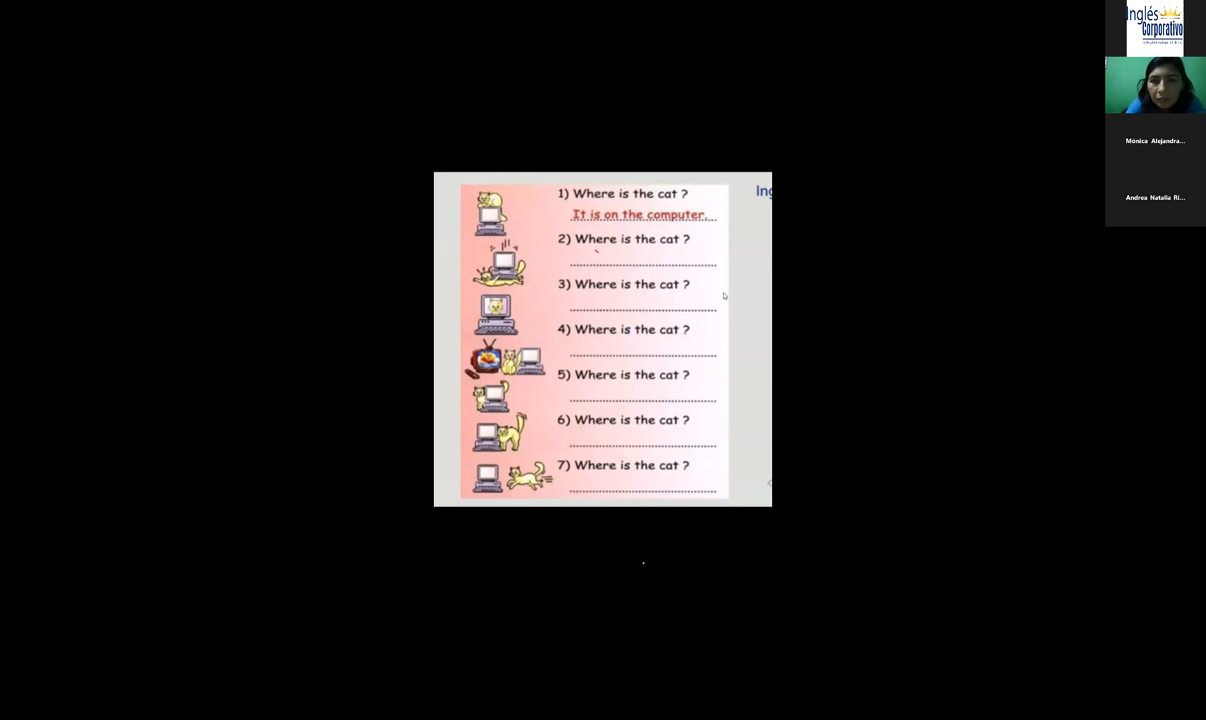 1) Where is the cat ?
It is on the computer.
2) Where is the cat ?
3) Where is the cat ?
4) Where is the cat ?
5) Where is the cat ?
6) Where is the cat ?
7) Where is the cat ?
Ing
Inglés
Corporativo
Mónica Alejandra...
Andrea Natalia Ri...